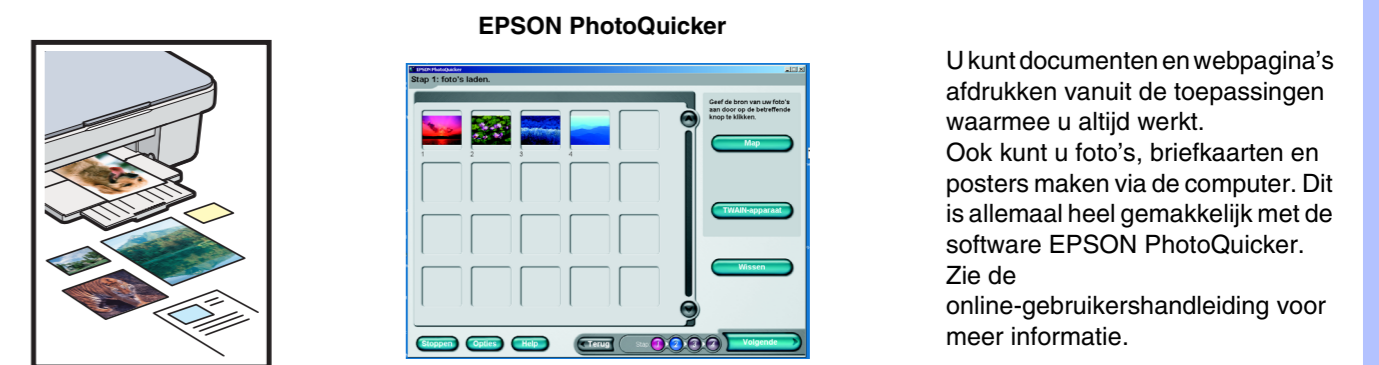 EPSON PhotoQuicker
EPSON PhotoQuicker
Stap 1: foto's laden.
Geef de bron van uw foto's
aan door op de betreffende
knop te klikken.
1 2 3 4
Map
TWAIN-apparaat
Wissen
Stoppen Opties Help Terug Stap Volgende
U kunt documenten en webpagina's
afdrukken vanuit de toepassingen
waarmee u altijd werkt.
Ook kunt u foto's, briefkaarten en
posters maken via de computer. Dit
is allemaal heel gemakkelijk met de
software EPSON PhotoQuicker.
Zie de
online-gebruikershandleiding voor
meer informatie.